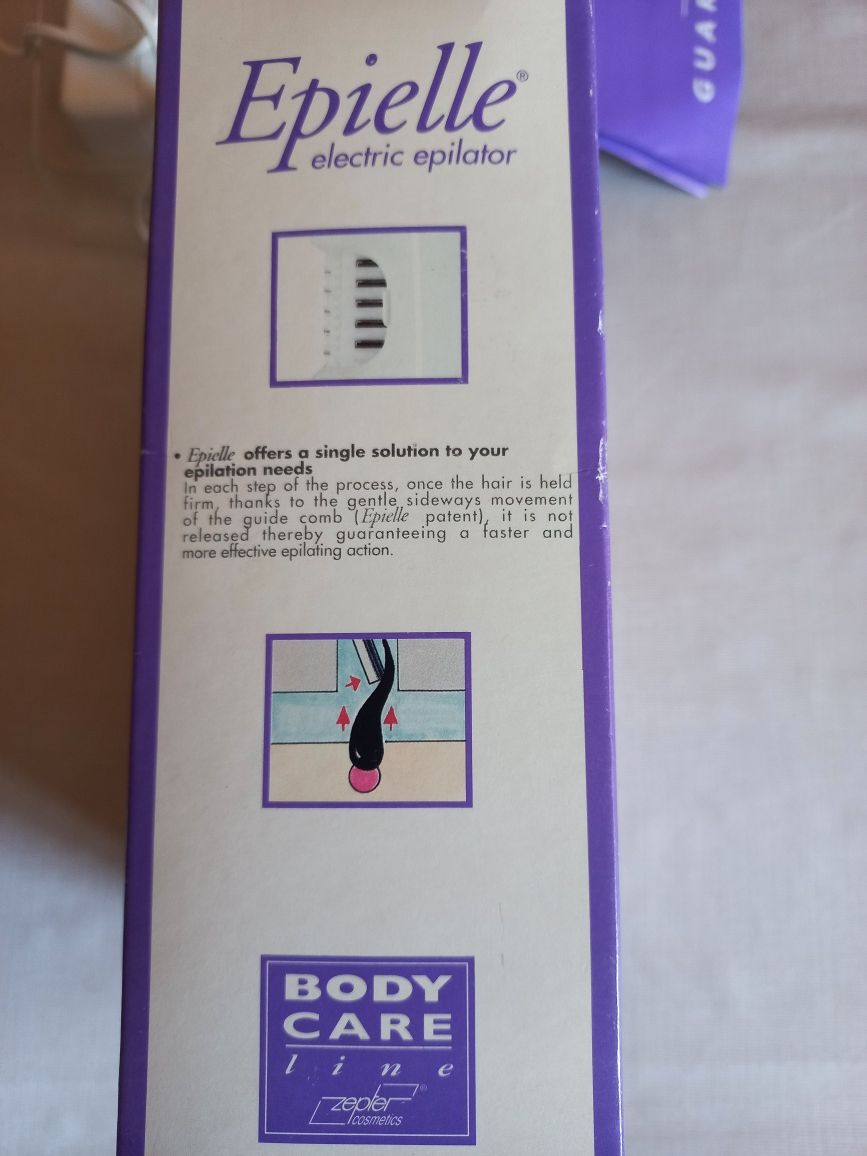 GUAR
Epielle®
electric epilator
• Epielle offers a single solution to your
epilation needs
In each step of the process, once the hair is held
firm, thanks to the gentle sideways movement
of the guide comb (Epielle patent), it is not
released thereby guaranteeing a faster and
more effective epilating action.
BODY
CARE
line
zepter®
cosmetics